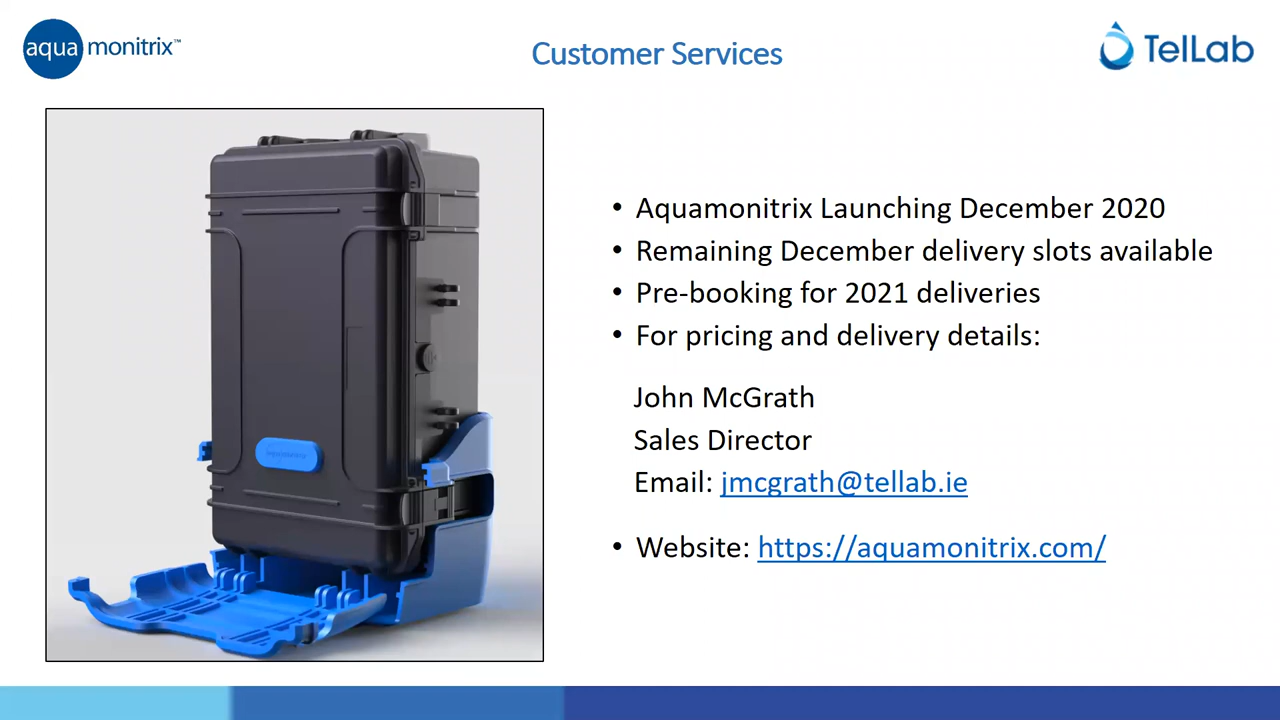 aqua monitrix™
Customer Services
TelLab
• Aquamonitrix Launching December 2020
• Remaining December delivery slots available
• Pre-booking for 2021 deliveries
• For pricing and delivery details:
John McGrath
Sales Director
Email: jmcgrath@tellab.ie
• Website: https://aquamonitrix.com/